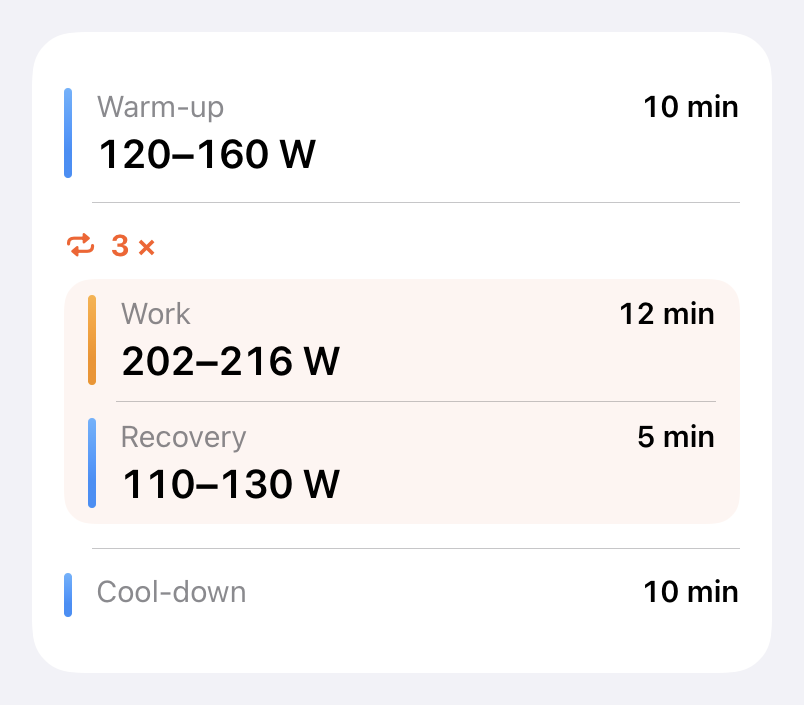 Warm-up 10 min
120–160 W
3 ×
Work 12 min
202–216 W
Recovery 5 min
110–130 W
Cool-down 10 min